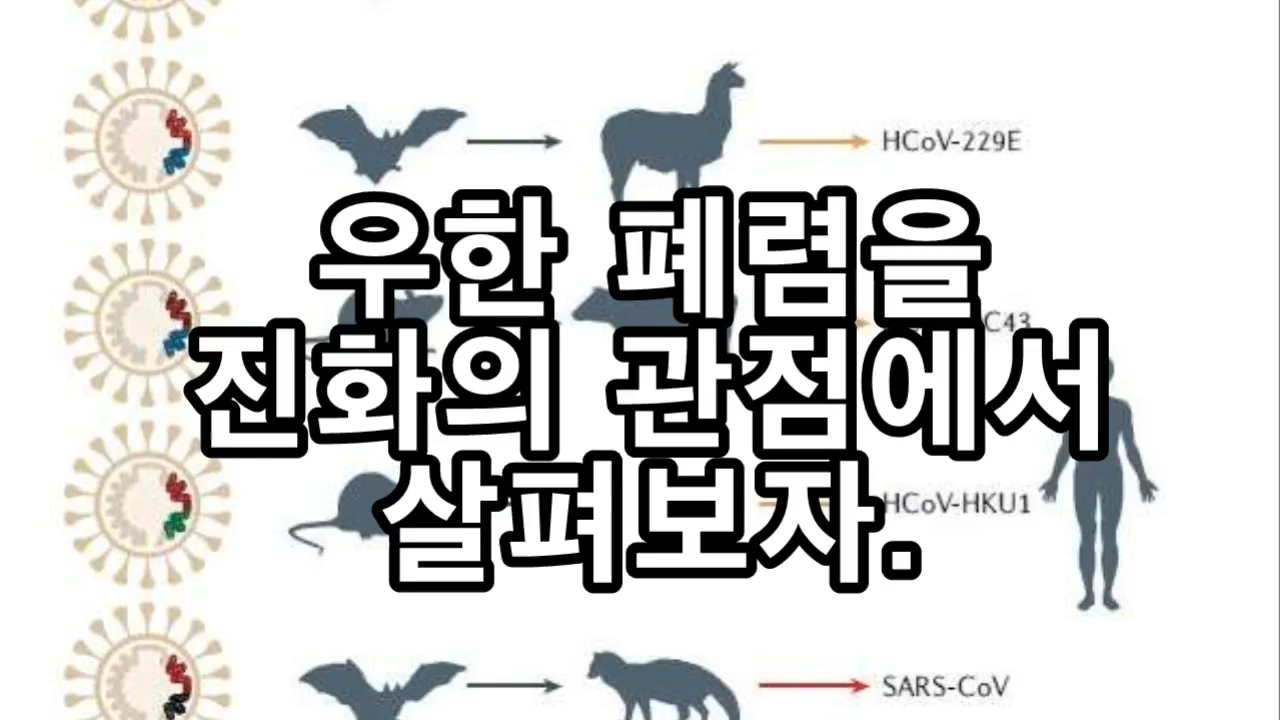 HCoV-229E
우한 폐렴을
C43
진화의 관점에서
HCoV-HKU1
살펴보자.
SARS-CoV